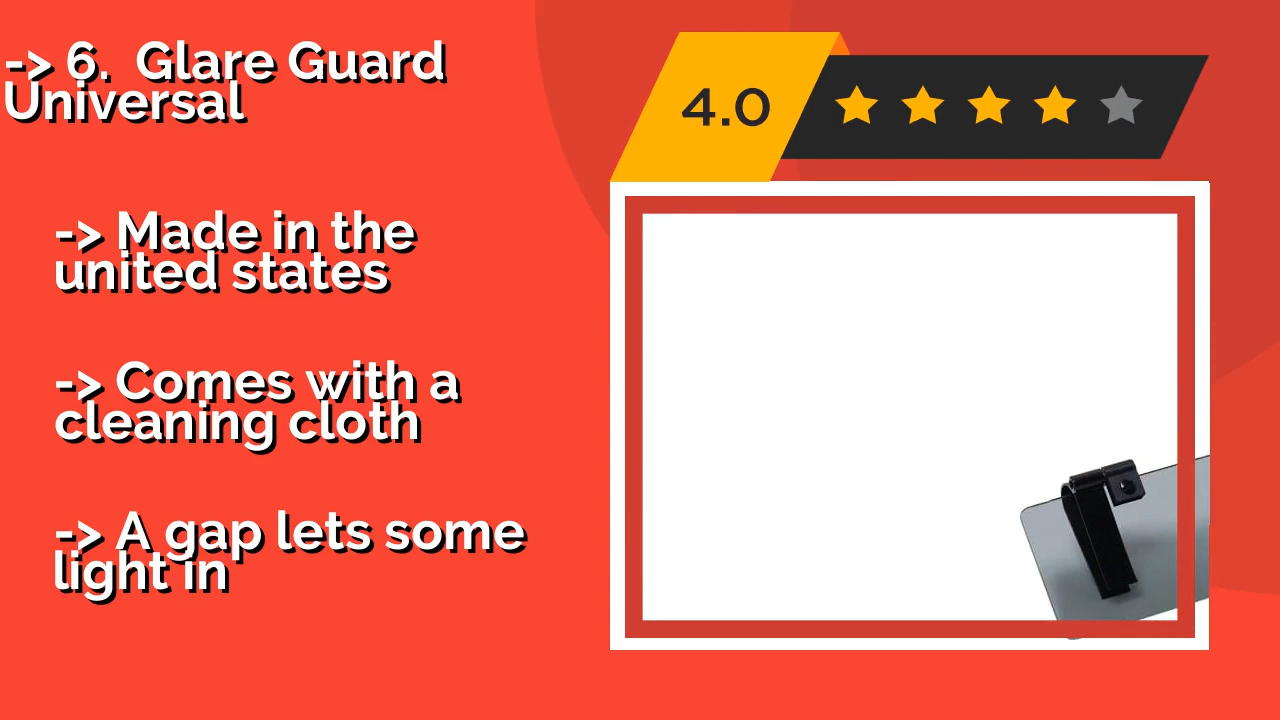 -> 6.  Glare Guard
Universal
4.0
-> Made in the
united states
-> Comes with a
cleaning cloth
-> A gap lets some
light in